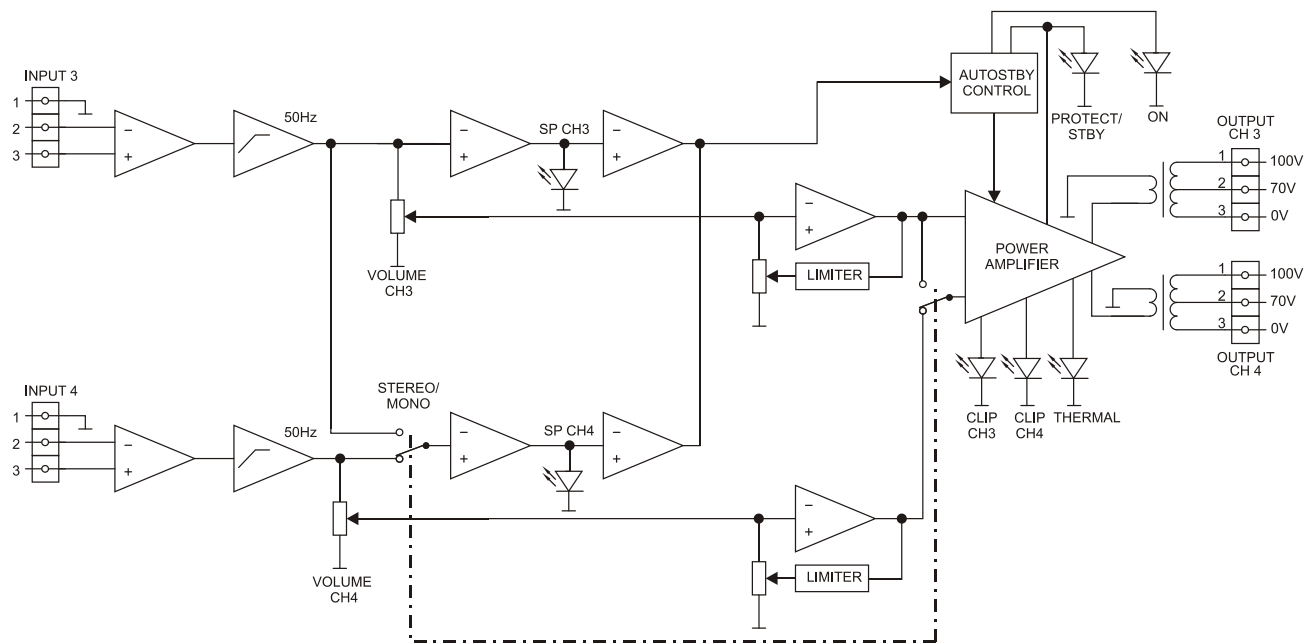 INPUT 3
1
2
3
50Hz
-
+
-
+
SP CH3
-
+
AUTOSTBY
CONTROL
PROTECT/
STBY
ON
OUTPUT
CH 3
1
100V
2
70V
3
0V
VOLUME
CH3
-
+
LIMITER
POWER
AMPLIFIER
1
100V
2
70V
3
0V
OUTPUT
CH 4
CLIP
CH3
CLIP
CH4
THERMAL
INPUT 4
1
2
3
50Hz
-
+
STEREO/
MONO
-
+
SP CH4
-
+
VOLUME
CH4
-
+
LIMITER